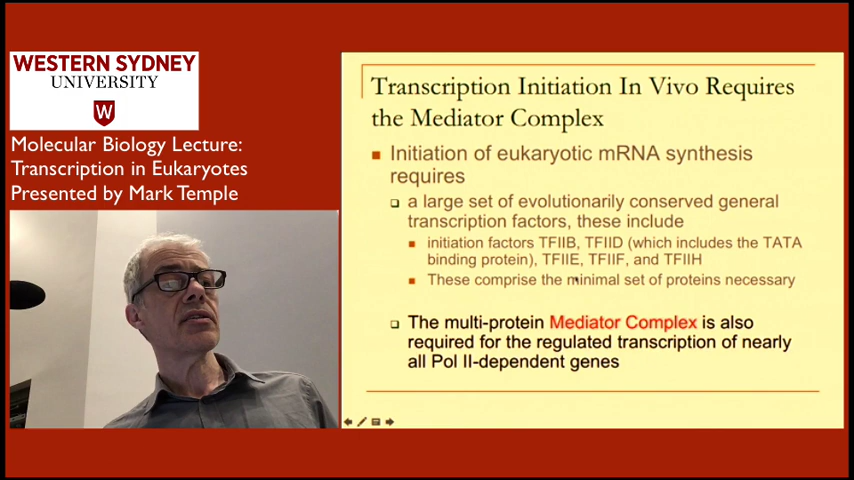 WESTERN SYDNEY
UNIVERSITY
W
Molecular Biology Lecture:
Transcription in Eukaryotes
Presented by Mark Temple
Transcription Initiation In Vivo Requires
the Mediator Complex
Initiation of eukaryotic mRNA synthesis
requires
a large set of evolutionarily conserved general
transcription factors, these include
initiation factors TFIIB, TFIID (which includes the TATA
binding protein), TFIIE, TFIIF, and TFIIH
These comprise the minimal set of proteins necessary
The multi-protein Mediator Complex is also
required for the regulated transcription of nearly
all Pol II-dependent genes